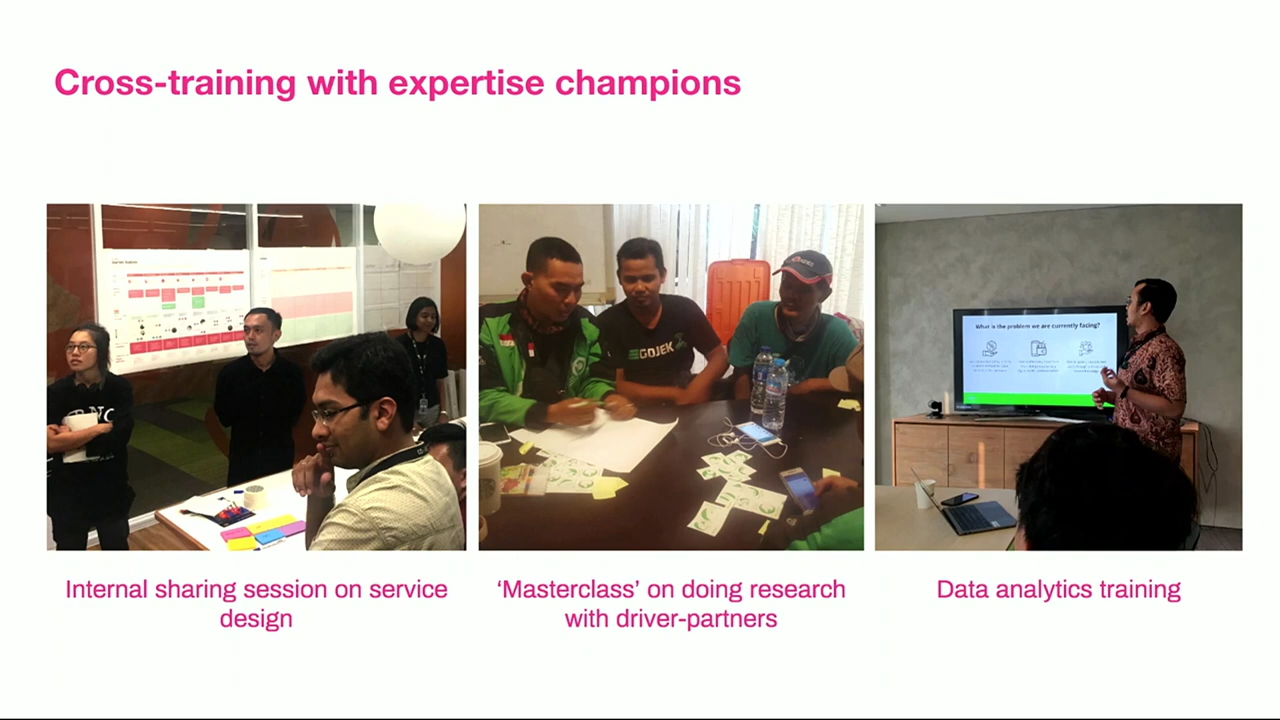 Cross-training with expertise champions
What is the problem we are currently facing?
GOJEK
Internal sharing session on service
design
‘Masterclass’ on doing research
with driver-partners
Data analytics training